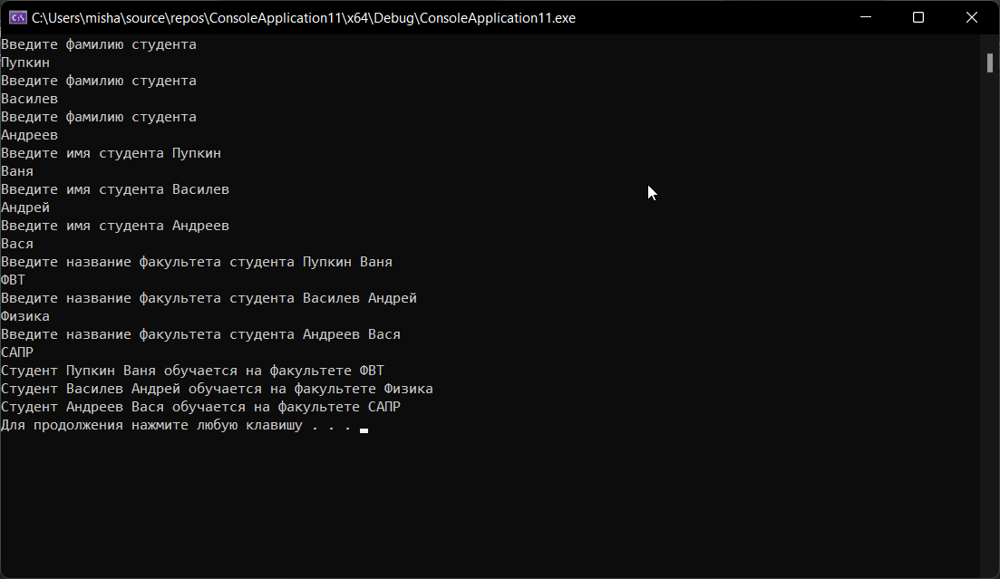 C:\Users\misha\source\repos\ConsoleApplication11\x64\Debug\ConsoleApplication11.exe
Введите фамилию студента
Пупкин
Введите фамилию студента
Василев
Введите фамилию студента
Андреев
Введите имя студента Пупкин
Ваня
Введите имя студента Василев
Андрей
Введите имя студента Андреев
Вася
Введите название факультета студента Пупкин Ваня
ФВТ
Введите название факультета студента Василев Андрей
Физика
Введите название факультета студента Андреев Вася
САПР
Студент Пупкин Ваня обучается на факультете ФВТ
Студент Василев Андрей обучается на факультете Физика
Студент Андреев Вася обучается на факультете САПР
Для продолжения нажмите любую клавишу . . .